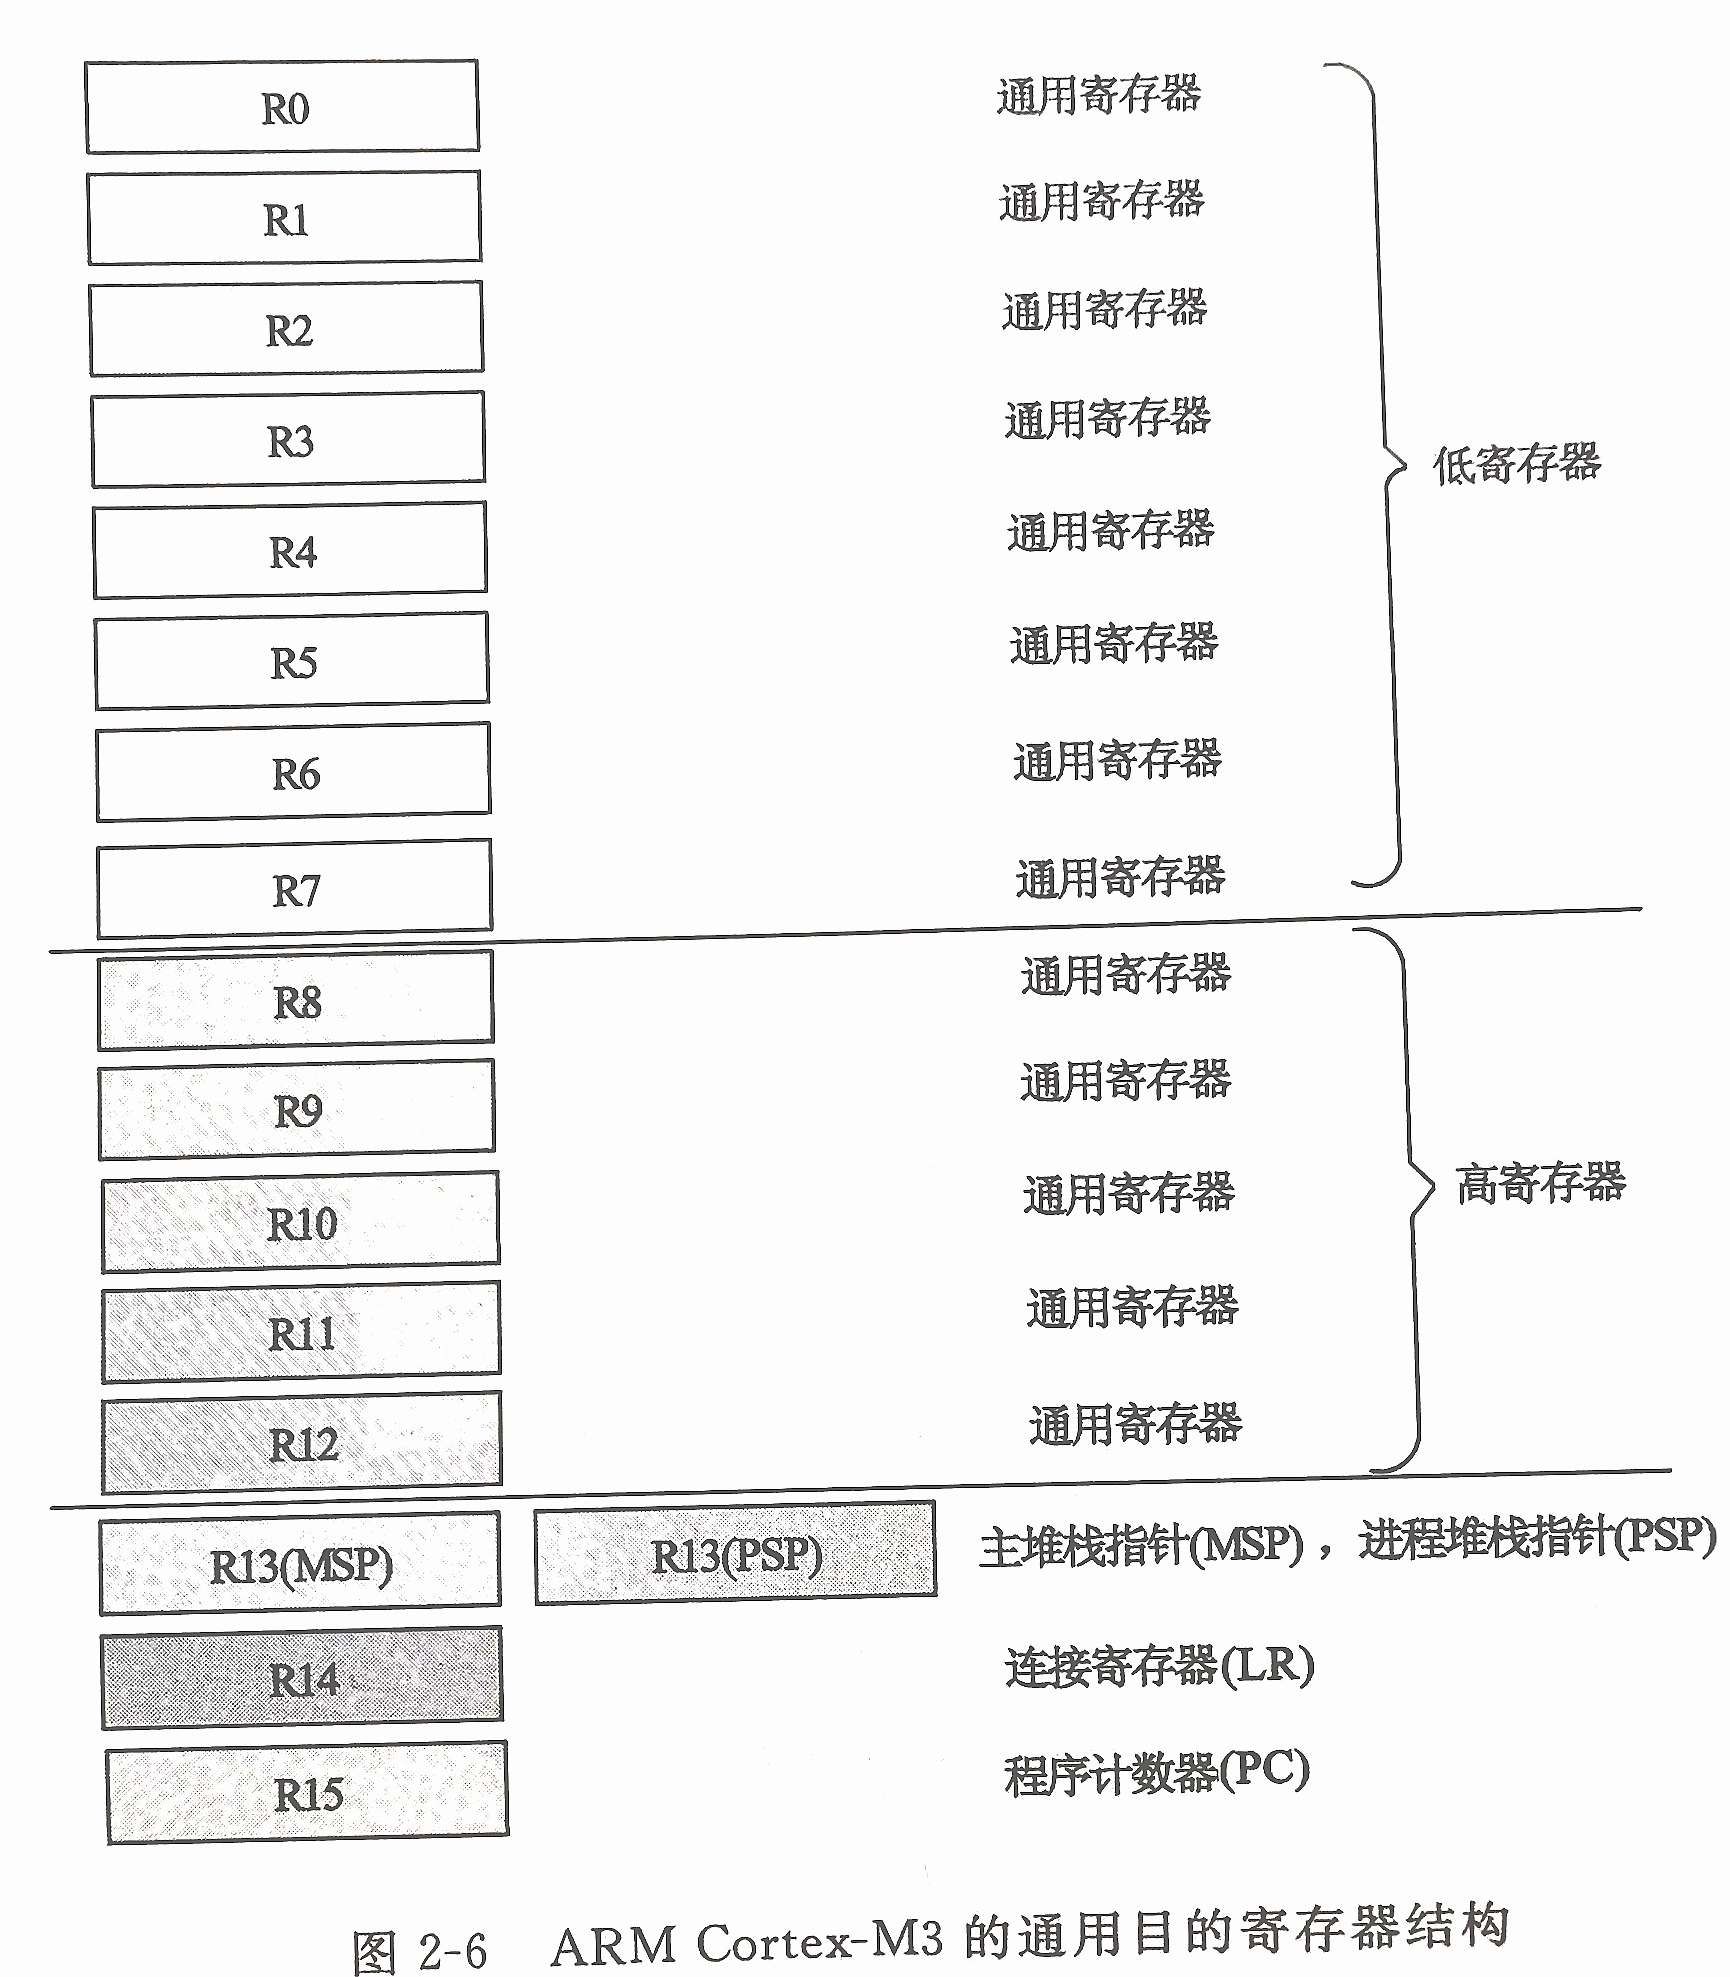 R0 通用寄存器
R1 通用寄存器
R2 通用寄存器
R3 通用寄存器
低寄存器
R4 通用寄存器
R5 通用寄存器
R6 通用寄存器
R7 通用寄存器
R8 通用寄存器
R9 通用寄存器
R10 通用寄存器
高寄存器
R11 通用寄存器
R12 通用寄存器
R13(MSP) R13(PSP) 主堆栈指针(MSP)，进程堆栈指针(PSP)
R14 连接寄存器(LR)
R15 程序计数器(PC)
图 2-6 ARM Cortex-M3 的通用目的寄存器结构